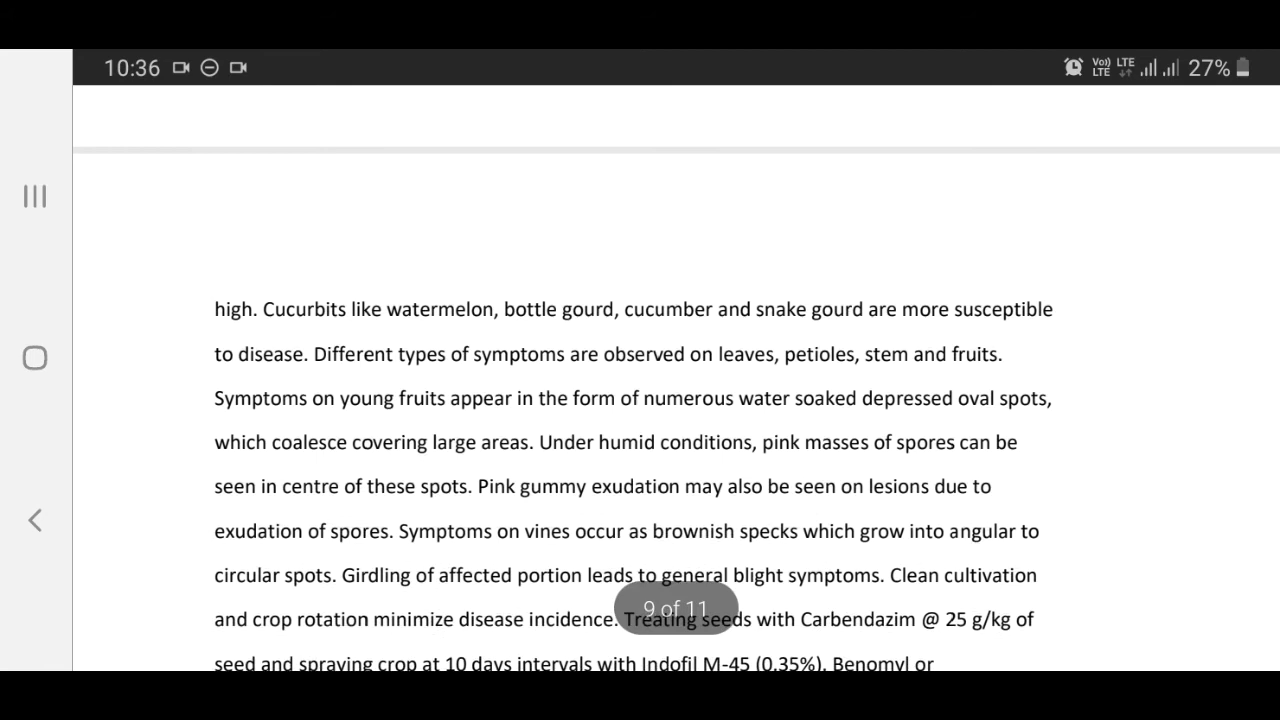 10:36 Vo) LTE LTE 27%
high. Cucurbits like watermelon, bottle gourd, cucumber and snake gourd are more susceptible
to disease. Different types of symptoms are observed on leaves, petioles, stem and fruits.
Symptoms on young fruits appear in the form of numerous water soaked depressed oval spots,
which coalesce covering large areas. Under humid conditions, pink masses of spores can be
seen in centre of these spots. Pink gummy exudation may also be seen on lesions due to
exudation of spores. Symptoms on vines occur as brownish specks which grow into angular to
circular spots. Girdling of affected portion leads to general blight symptoms. Clean cultivation
9 of 11
and crop rotation minimize disease incidence. Treating seeds with Carbendazim @ 25 g/kg of
seed and spraying crop at 10 days intervals with Indofil M-45 (0.35%). Benomyl or